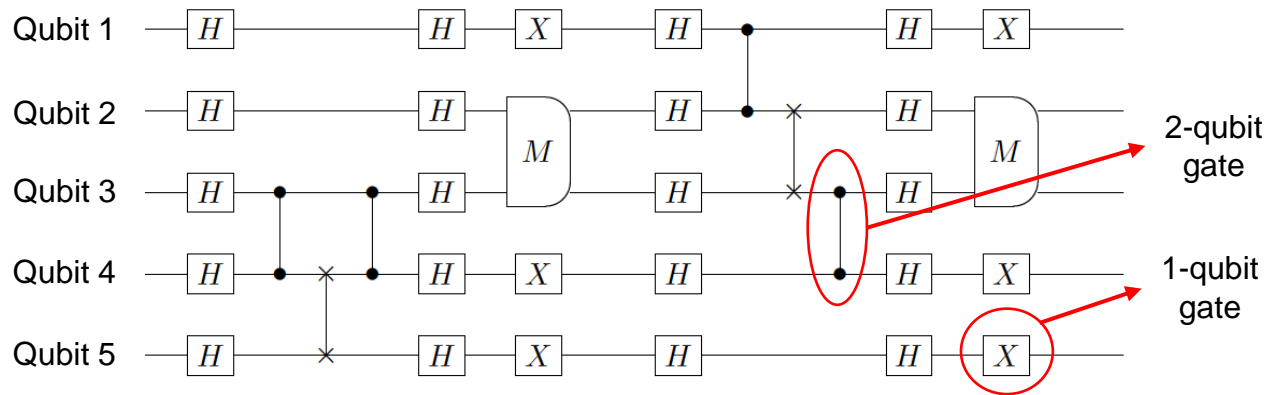 Qubit 1 H H X H H X
Qubit 2 H H H H
M M
Qubit 3 H H H H
Qubit 4 H H X H H X
Qubit 5 H H X H H X
2-qubit
gate
1-qubit
gate